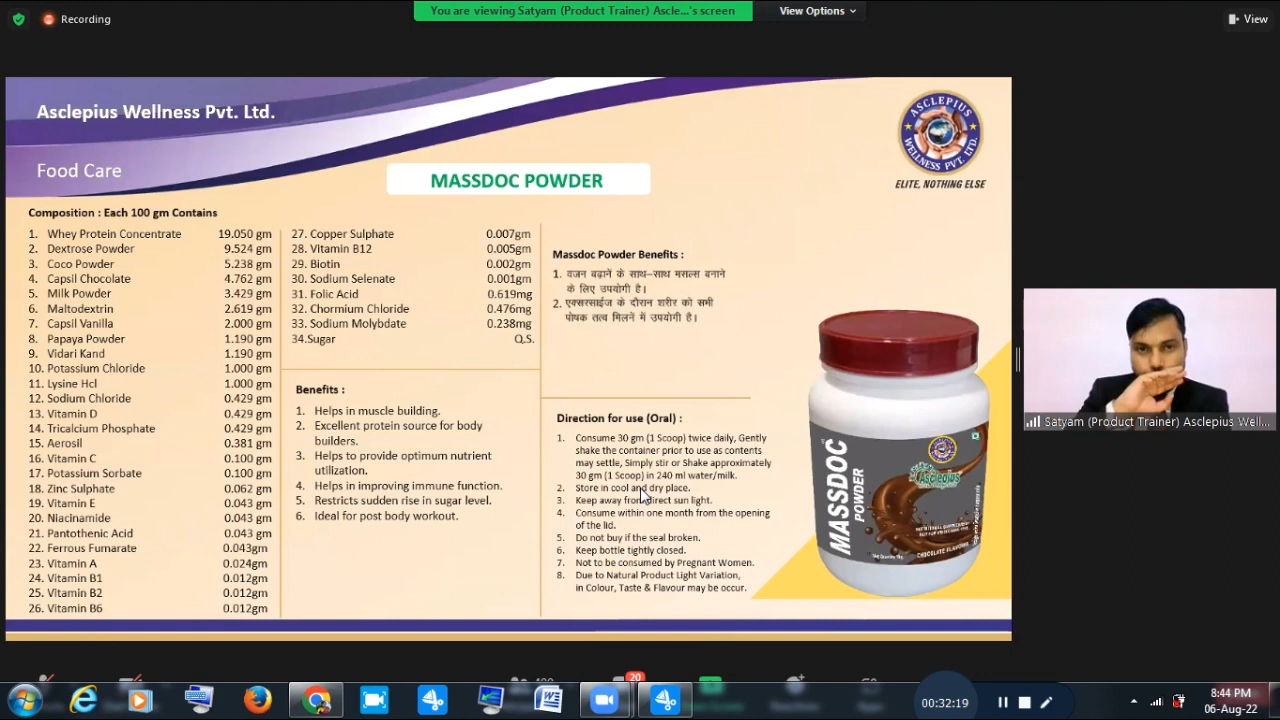 Recording
You are viewing Satyam (Product Trainer) Ascle...'s screen
View Options
View
Asclepius Wellness Pvt. Ltd.
Food Care
MASSDOC POWDER
ASCLEPIUS
WELLNESS PVT. LTD.
ELITE, NOTHING ELSE
Composition : Each 100 gm Contains
1. Whey Protein Concentrate 19.050 gm
2. Dextrose Powder 9.524 gm
3. Coco Powder 5.238 gm
4. Capsil Chocolate 4.762 gm
5. Milk Powder 3.429 gm
6. Maltodextrin 2.619 gm
7. Capsil Vanilla 2.000 gm
8. Papaya Powder 1.190 gm
9. Vidari Kand 1.190 gm
10. Potassium Chloride 1.000 gm
11. Lysine Hcl 1.000 gm
12. Sodium Chloride 0.429 gm
13. Vitamin D 0.429 gm
14. Tricalcium Phosphate 0.429 gm
15. Aerosil 0.381 gm
16. Vitamin C 0.100 gm
17. Potassium Sorbate 0.100 gm
18. Zinc Sulphate 0.062 gm
19. Vitamin E 0.043 gm
20. Niacinamide 0.043 gm
21. Pantothenic Acid 0.043 gm
22. Ferrous Fumarate 0.043gm
23. Vitamin A 0.024gm
24. Vitamin B1 0.012gm
25. Vitamin B2 0.012gm
26. Vitamin B6 0.012gm
27. Copper Sulphate 0.007gm
28. Vitamin B12 0.005gm
29. Biotin 0.002gm
30. Sodium Selenate 0.001gm
31. Folic Acid 0.619mg
32. Chormium Chloride 0.476mg
33. Sodium Molybdate 0.238mg
34.Sugar Q.S.
Benefits :
1. Helps in muscle building.
2. Excellent protein source for body
builders.
3. Helps to provide optimum nutrient
utilization.
4. Helps in improving immune function.
5. Restricts sudden rise in sugar level.
6. Ideal for post body workout.
Massdoc Powder Benefits :
1. वजन बढ़ानें के साथ-साथ मसल्स बनाने
के लिए उपयोगी है।
2. एक्सरसाईज के दौरान शरीर को सभी
पोषक तत्व मिलनें में उपयोगी है।
Direction for use (Oral) :
1. Consume 30 gm (1 Scoop) twice daily, Gently
shake the container prior to use as contents
may settle, Simply stir or Shake approximately
30 gm (1 Scoop) in 240 ml water/milk.
2. Store in cool and dry place.
3. Keep away from direct sun light.
4. Consume within one month from the opening
of the lid.
5. Do not buy if the seal broken.
6. Keep bottle tightly closed.
7. Not to be consumed by Pregnant Women.
8. Due to Natural Product Light Variation,
in Colour, Taste & Flavour may be occur.
MASSDOC
POWDER
Asclepius
CHOCOLATE FLAVOUR
Satyam (Product Trainer) Asclepius Well...
20
00:32:19
8:44 PM
06-Aug-22